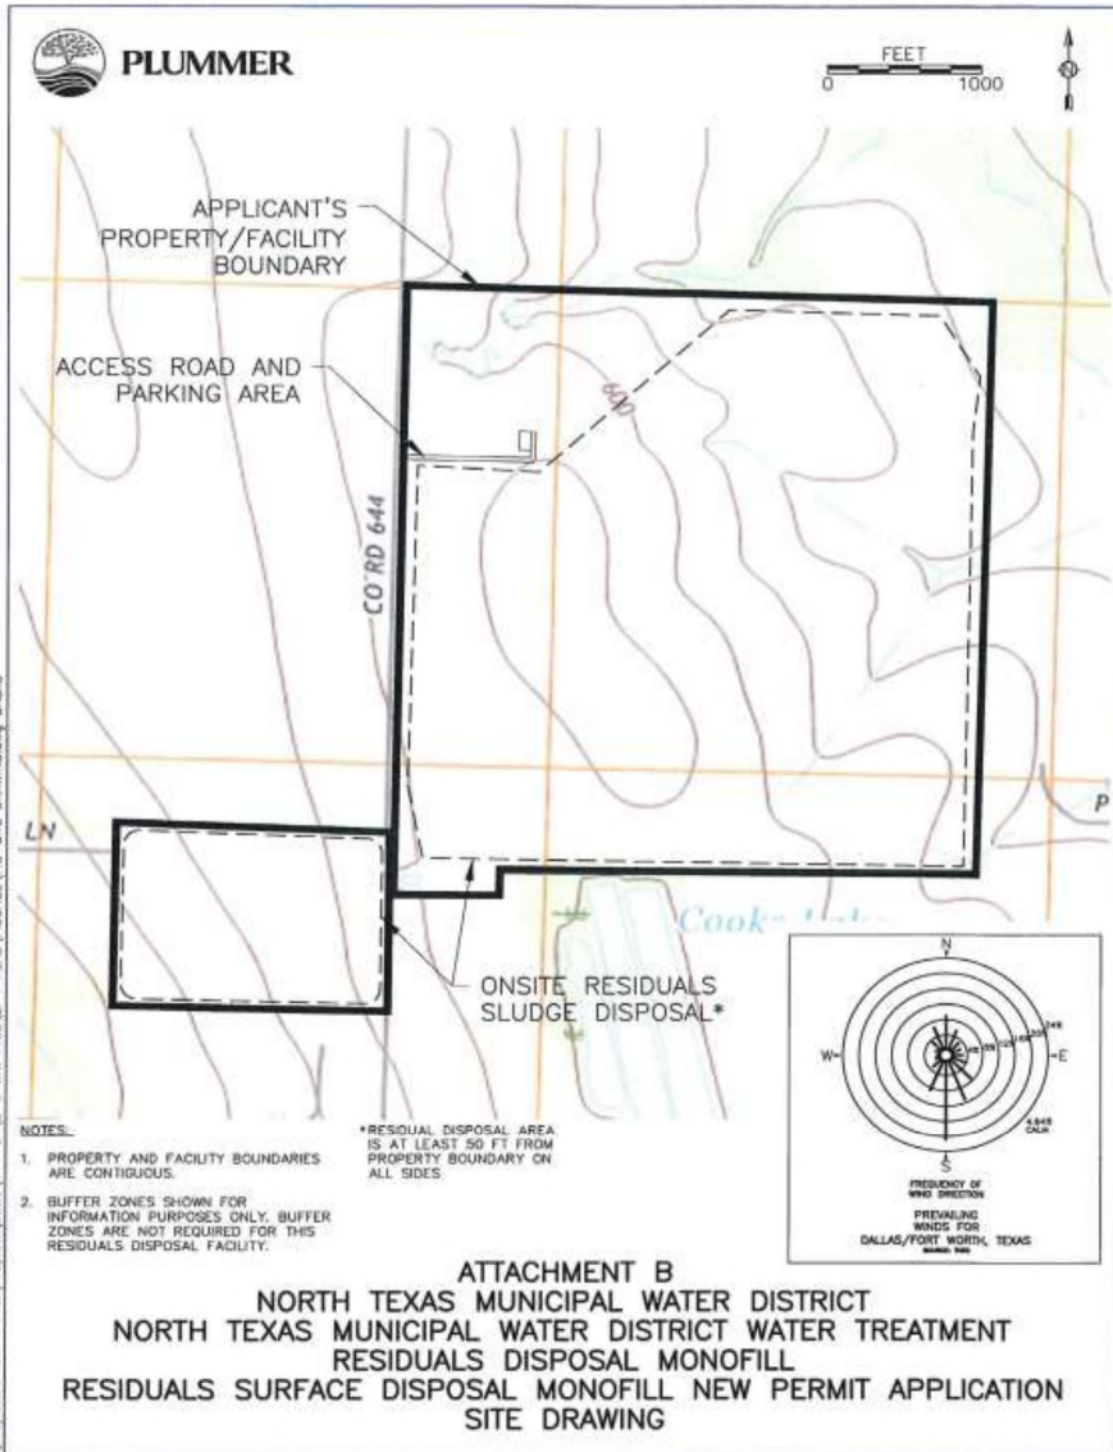 PLUMMER
FEET
0 1000
N
APPLICANT'S
PROPERTY/FACILITY
BOUNDARY
ACCESS ROAD AND
PARKING AREA
600
CO RD 644
LN
P
ONSITE RESIDUALS
SLUDGE DISPOSAL*
N
W
E
S
FREQUENCY OF
WIND DIRECTION
PREVAILING
WINDS FOR
DALLAS/FORT WORTH, TEXAS
NOTES:
1. PROPERTY AND FACILITY BOUNDARIES
ARE CONTIGUOUS.
2. BUFFER ZONES SHOWN FOR
INFORMATION PURPOSES ONLY. BUFFER
ZONES ARE NOT REQUIRED FOR THIS
RESIDUALS DISPOSAL FACILITY.
*RESIDUAL DISPOSAL AREA
IS AT LEAST 50 FT FROM
PROPERTY BOUNDARY ON
ALL SIDES
ATTACHMENT B
NORTH TEXAS MUNICIPAL WATER DISTRICT
NORTH TEXAS MUNICIPAL WATER DISTRICT WATER TREATMENT
RESIDUALS DISPOSAL MONOFILL
RESIDUALS SURFACE DISPOSAL MONOFILL NEW PERMIT APPLICATION
SITE DRAWING